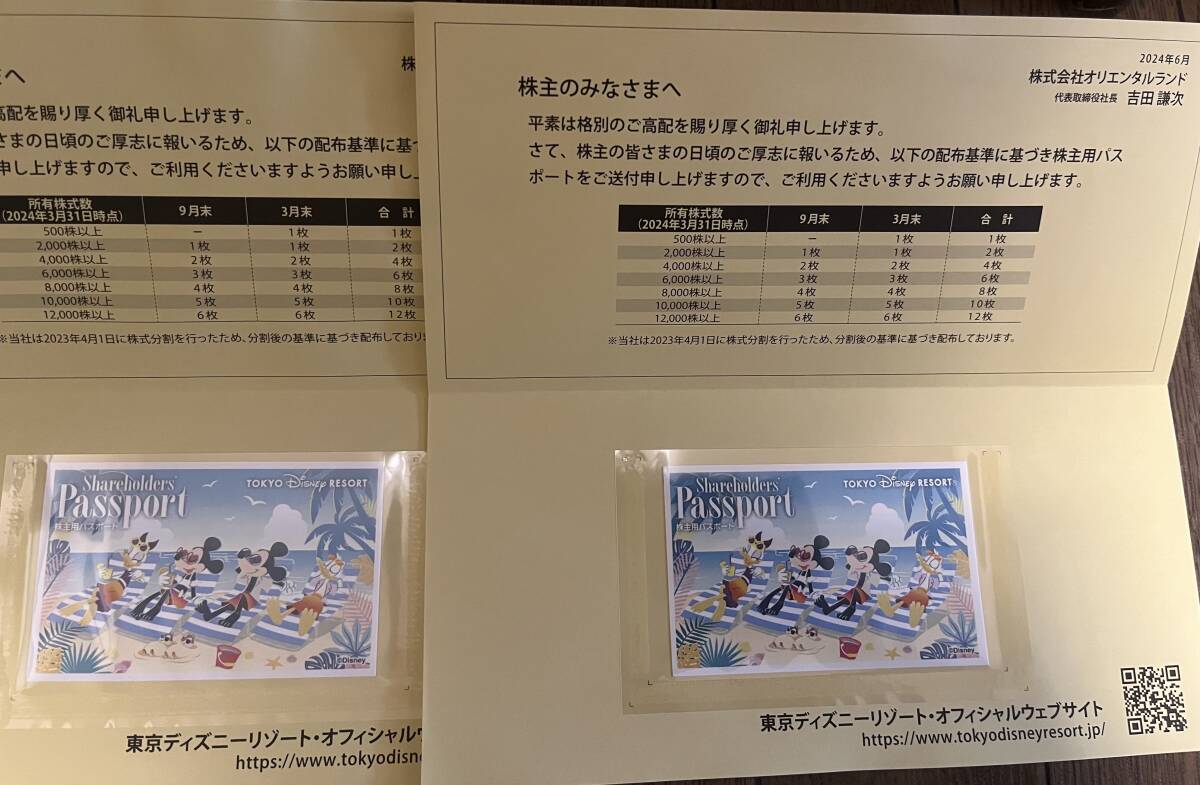 まへ
株
高配を賜り厚く御礼申し上げます。
さまの日頃のご厚志に報いるため、以下の配布基準に基づ
申し上げますので、ご利用くださいますようお願い申し上
所有株式数 9月末 3月末 合 計
(2024年3月31日時点)
500株以上 ー 1枚 1枚
2,000株以上 1枚 1枚 2枚
4,000株以上 2枚 2枚 4枚
6,000株以上 3枚 3枚 6枚
8,000株以上 4枚 4枚 8枚
10,000株以上 5枚 5枚 10枚
12,000株以上 6枚 6枚 12枚
※当社は2023年4月1日に株式分割を行ったため、分割後の基準に基づき配布しております
Shareholders'
Passport
株主用パスポート
TOKYO Disney RESORT
©Disney
東京ディズニーリゾート・オフィシャルウ
https://www.tokyodisne
2024年6月
株式会社オリエンタルランド
代表取締役社長 吉田 謙次
株主のみなさまへ
平素は格別のご高配を賜り厚く御礼申し上げます。
さて、株主の皆さまの日頃のご厚志に報いるため、以下の配布基準に基づき株主用パス
ポートをご送付申し上げますので、ご利用くださいますようお願い申し上げます。
所有株式数 9月末 3月末 合 計
(2024年3月31日時点)
500株以上 ー 1枚 1枚
2,000株以上 1枚 1枚 2枚
4,000株以上 2枚 2枚 4枚
6,000株以上 3枚 3枚 6枚
8,000株以上 4枚 4枚 8枚
10,000株以上 5枚 5枚 10枚
12,000株以上 6枚 6枚 12枚
※当社は2023年4月1日に株式分割を行ったため、分割後の基準に基づき配布しております。
Shareholders'
Passport
株主用パスポート
TOKYO Disney RESORT®
©Disney
東京ディズニーリゾート・オフィシャルウェブサイト
https://www.tokyodisneyresort.jp/